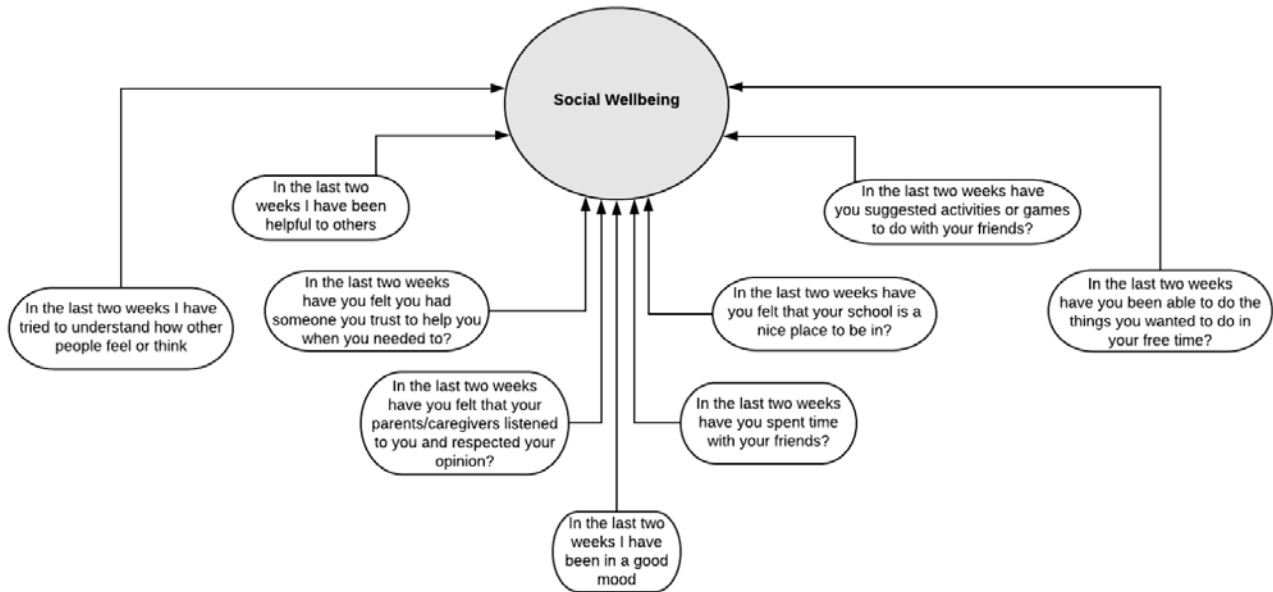 Social Wellbeing
In the last two
weeks I have been
helpful to others
In the last two weeks have
you suggested activities or games
to do with your friends?
In the last two weeks I have
tried to understand how other
people feel or think
In the last two weeks
have you felt you had
someone you trust to help you
when you needed to?
In the last two weeks have
you felt that your school is a
nice place to be in?
In the last two weeks
have you been able to do the
things you wanted to do in
your free time?
In the last two weeks
have you felt that your
parents/caregivers listened
to you and respected your
opinion?
In the last two weeks
have you spent time
with your friends?
In the last two
weeks I have
been in a good
mood